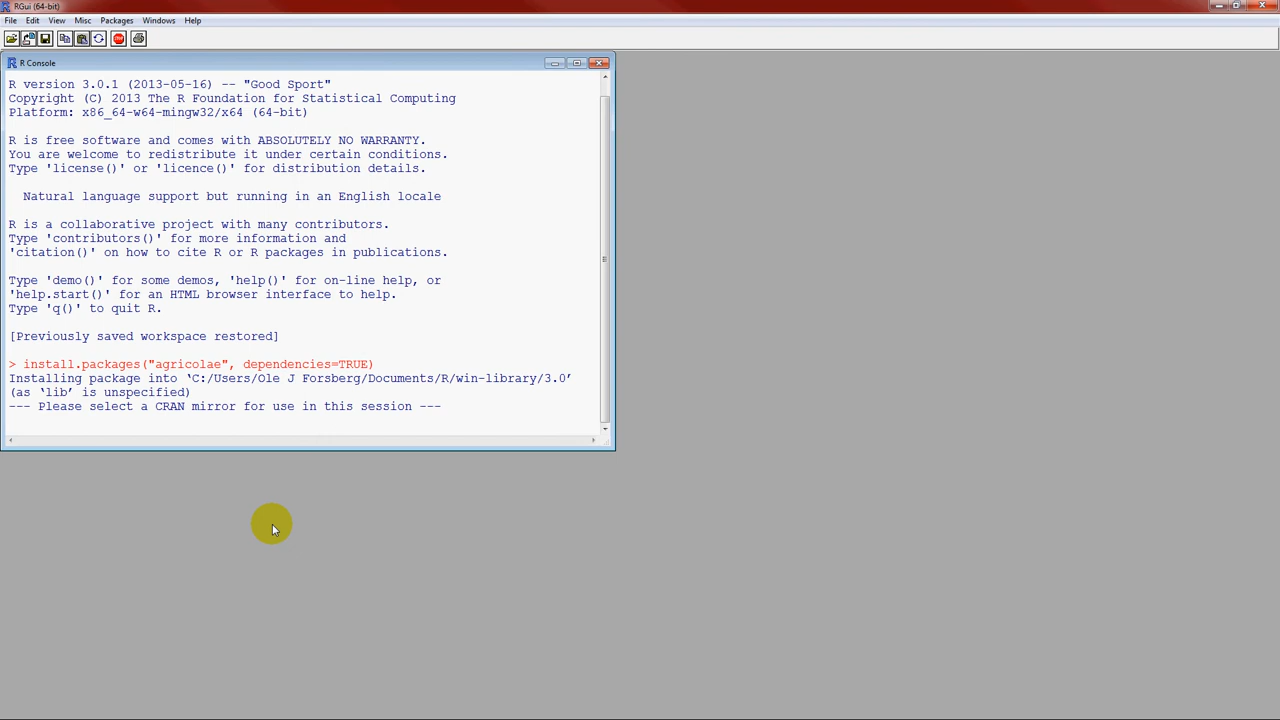 RGui (64-bit)
File Edit View Misc Packages Windows Help
STOP
R Console
R version 3.0.1 (2013-05-16) -- "Good Sport"
Copyright (C) 2013 The R Foundation for Statistical Computing
Platform: x86_64-w64-mingw32/x64 (64-bit)
R is free software and comes with ABSOLUTELY NO WARRANTY.
You are welcome to redistribute it under certain conditions.
Type 'license()' or 'licence()' for distribution details.
Natural language support but running in an English locale
R is a collaborative project with many contributors.
Type 'contributors()' for more information and
'citation()' on how to cite R or R packages in publications.
Type 'demo()' for some demos, 'help()' for on-line help, or
'help.start()' for an HTML browser interface to help.
Type 'q()' to quit R.
[Previously saved workspace restored]
> install.packages("agricolae", dependencies=TRUE)
Installing package into ‘C:/Users/Ole J Forsberg/Documents/R/win-library/3.0’
(as ‘lib’ is unspecified)
--- Please select a CRAN mirror for use in this session ---